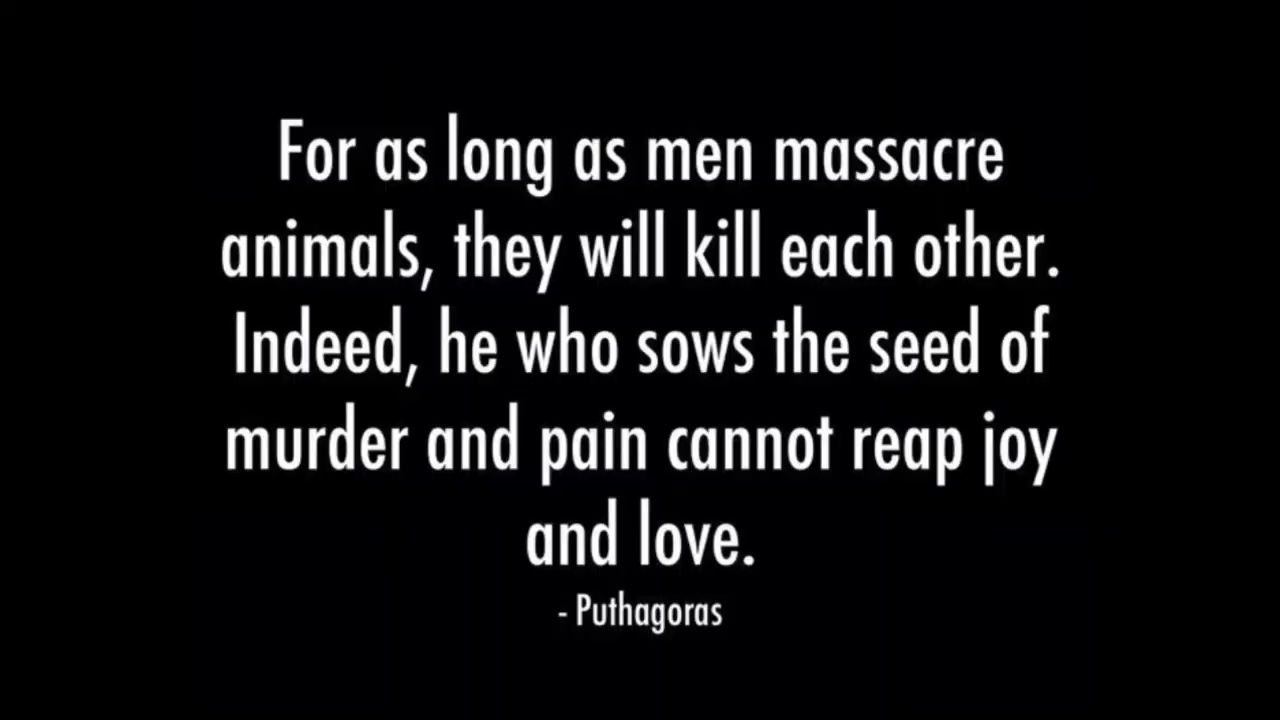 For as long as men massacre
animals, they will kill each other.
Indeed, he who sows the seed of
murder and pain cannot reap joy
and love.
- Puthagoras